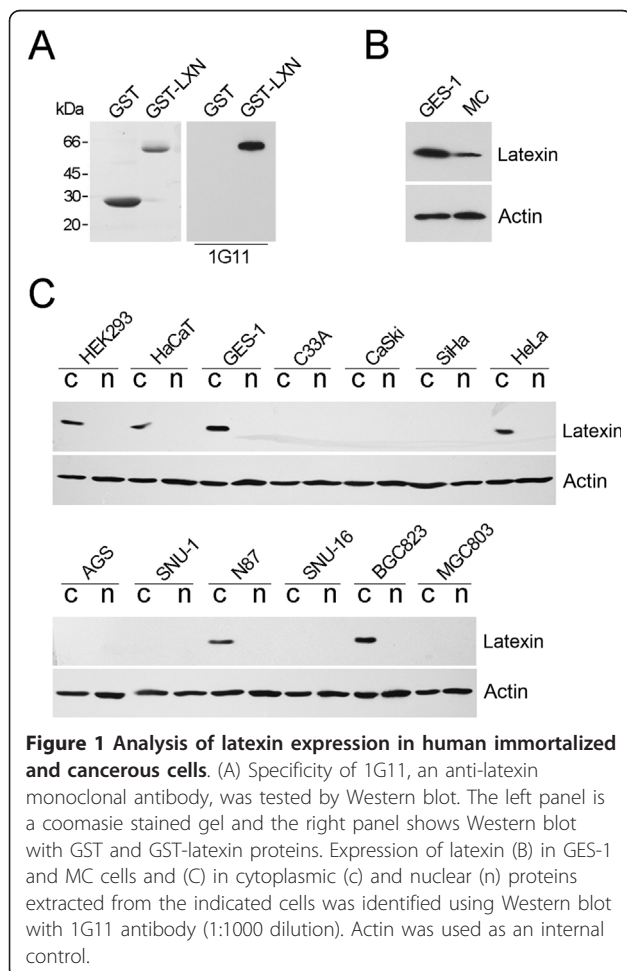 A
B
GST
GST-LXN
GST
GST-LXN
kDa
66-
45-
30-
20-
1G11
GES-1
MC
Latexin
Actin
C
HEK293 HaCaT GES-1 C33A CaSki SiHa HeLa
c n c n c n c n c n c n c n
Latexin
Actin
AGS SNU-1 N87 SNU-16 BGC823 MGC803
c n c n c n c n c n c n
Latexin
Actin
Figure 1 Analysis of latexin expression in human immortalized
and cancerous cells. (A) Specificity of 1G11, an anti-latexin
monoclonal antibody, was tested by Western blot. The left panel is
a coomasie stained gel and the right panel shows Western blot
with GST and GST-latexin proteins. Expression of latexin (B) in GES-1
and MC cells and (C) in cytoplasmic (c) and nuclear (n) proteins
extracted from the indicated cells was identified using Western blot
with 1G11 antibody (1:1000 dilution). Actin was used as an internal
control.